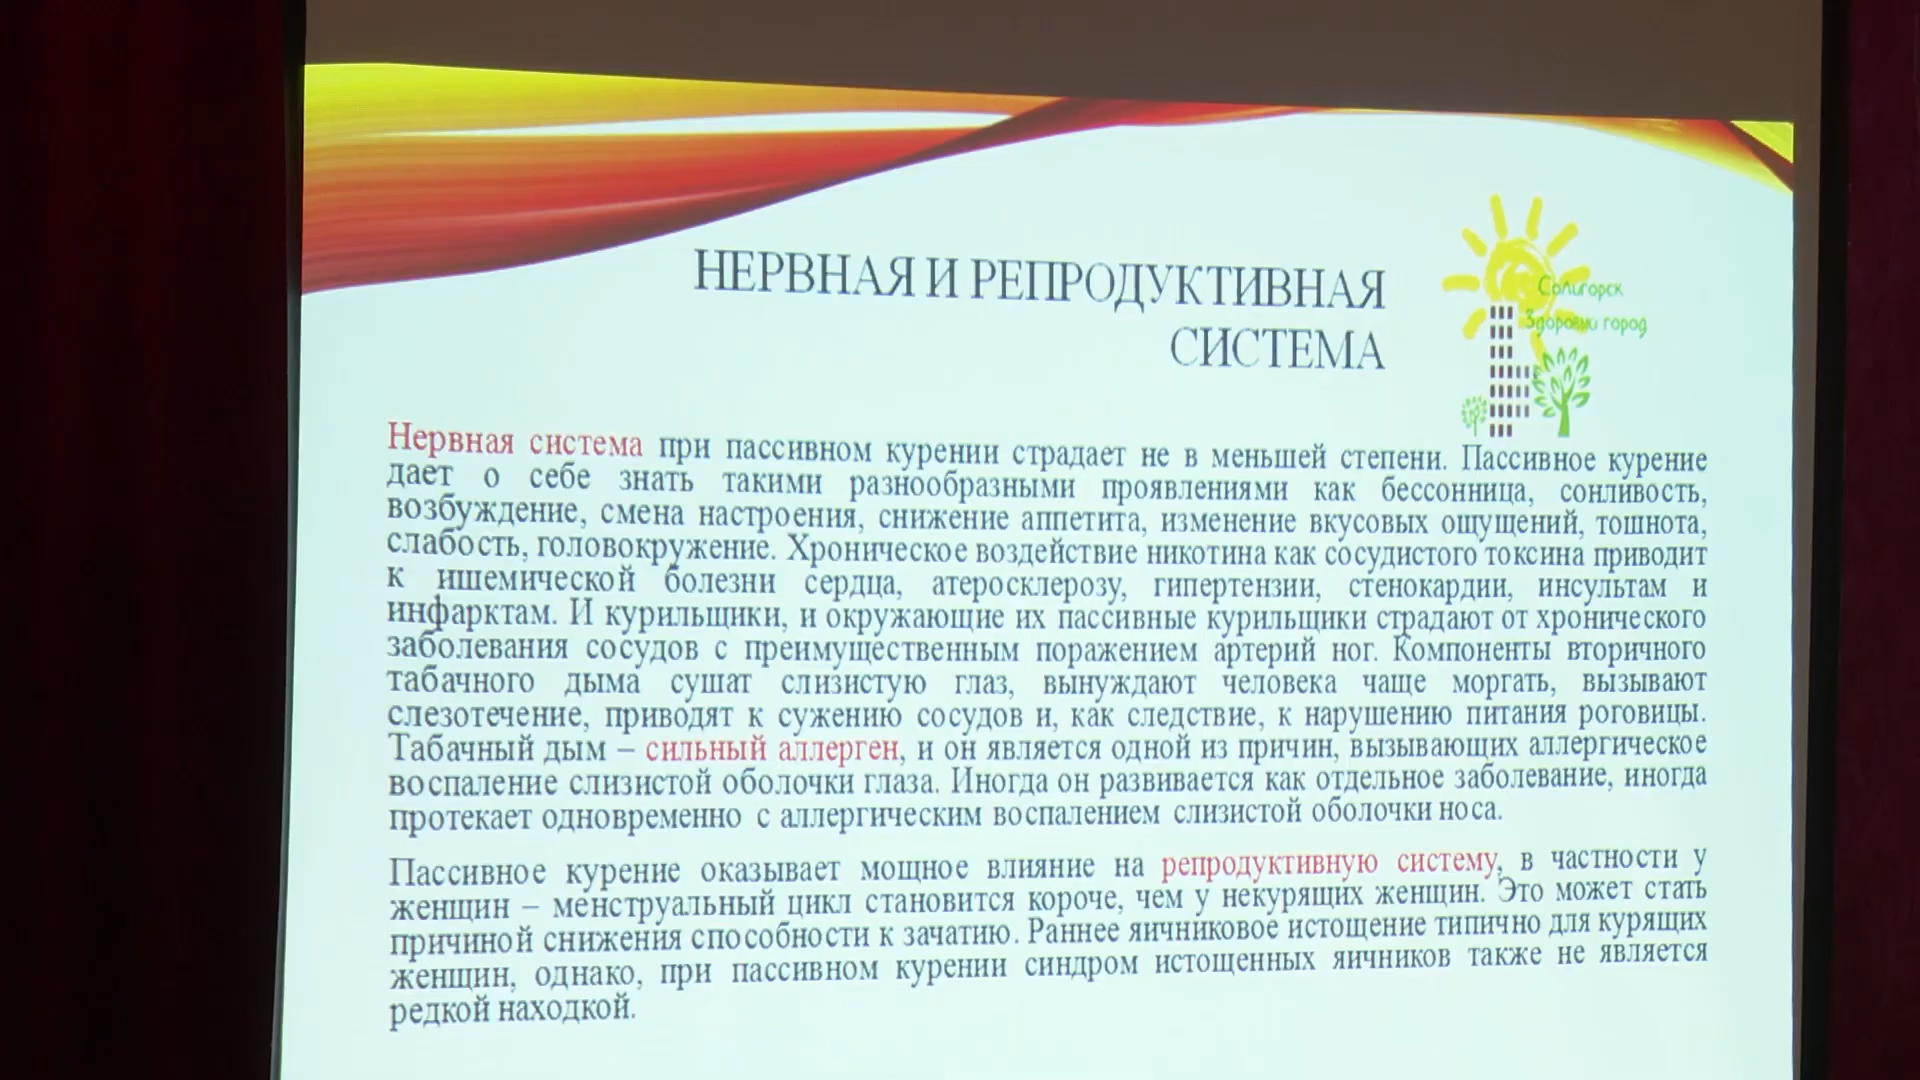 НЕРВНАЯ И РЕПРОДУКТИВНАЯ
СИСТЕМА
Солигорск
Здоровый город
Нервная система при пассивном курении страдает не в меньшей степени. Пассивное курение
дает о себе знать такими разнообразными проявлениями как бессонница, сонливость,
возбуждение, смена настроения, снижение аппетита, изменение вкусовых ощущений, тошнота,
слабость, головокружение. Хроническое воздействие никотина как сосудистого токсина приводит
к ишемической болезни сердца, атеросклерозу, гипертензии, стенокардии, инсультам и
инфарктам. И курильщики, и окружающие их пассивные курильщики страдают от хронического
заболевания сосудов с преимущественным поражением артерий ног. Компоненты вторичного
табачного дыма сушат слизистую глаз, вынуждают человека чаще моргать, вызывают
слезотечение, приводят к сужению сосудов и, как следствие, к нарушению питания роговицы.
Табачный дым – сильный аллерген, и он является одной из причин, вызывающих аллергическое
воспаление слизистой оболочки глаза. Иногда он развивается как отдельное заболевание, иногда
протекает одновременно с аллергическим воспалением слизистой оболочки носа.
Пассивное курение оказывает мощное влияние на репродуктивную систему, в частности у
женщин – менструальный цикл становится короче, чем у некурящих женщин. Это может стать
причиной снижения способности к зачатию. Раннее яичниковое истощение типично для курящих
женщин, однако, при пассивном курении синдром истощенных яичников также не является
редкой находкой.